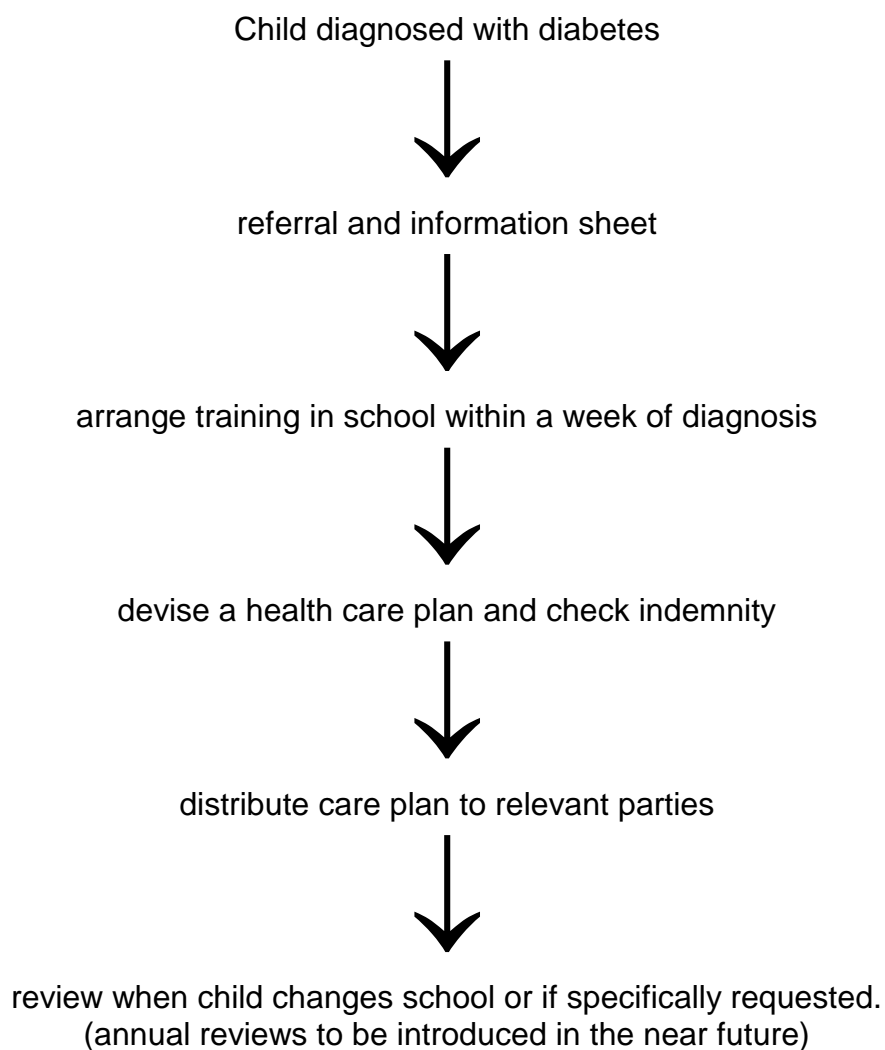 Child diagnosed with diabetes
referral and information sheet
arrange training in school within a week of diagnosis
devise a health care plan and check indemnity
distribute care plan to relevant parties
review when child changes school or if specifically requested.
(annual reviews to be introduced in the near future)